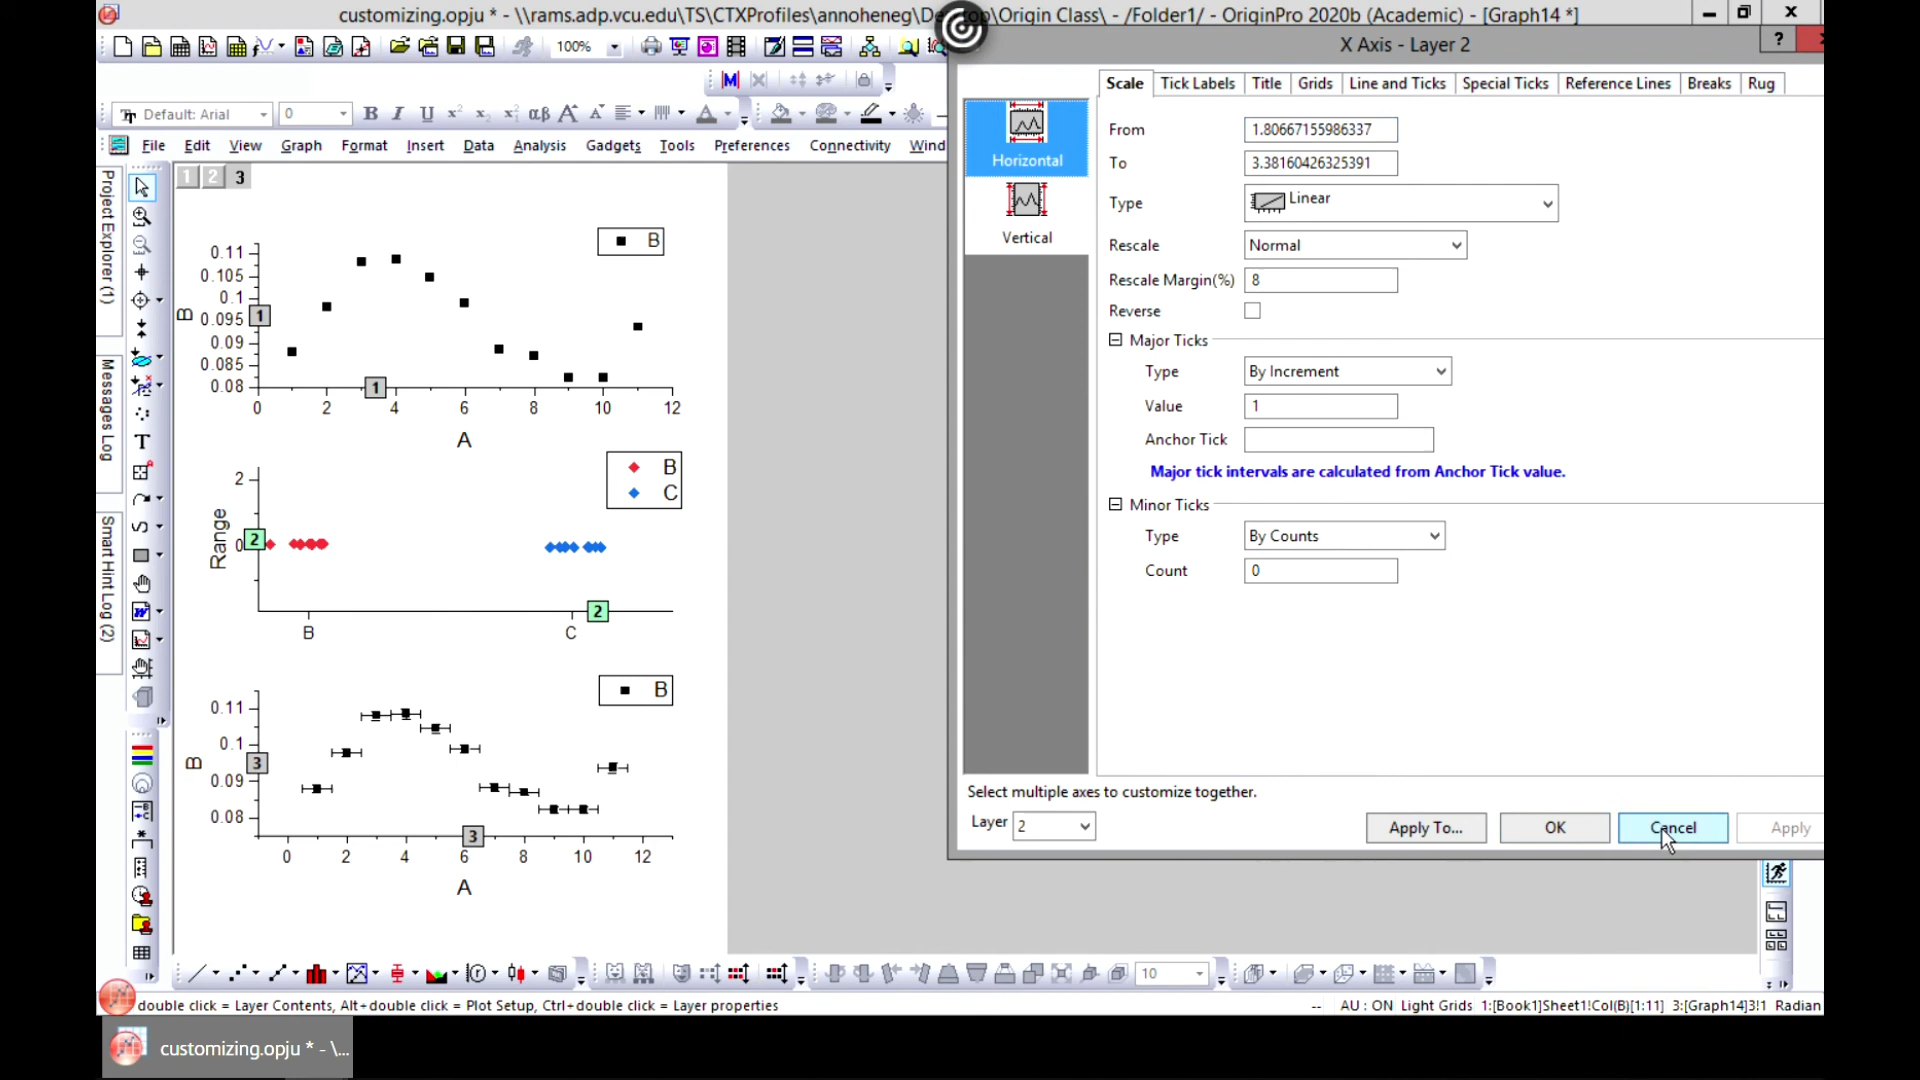 customizing.opju * - \\rams.adp.vcu.edu\TS\CTXProfiles\annoheneg\De    op\Origin Class\ - /Folder1/ - OriginPro 2020b (Academic) - [Graph14 *]
X Axis - Layer 2
?
100%
Default: Arial
0
B I U
αβ
File Edit View Graph Format Insert Data Analysis Gadgets Tools Preferences Connectivity Wind
Project Explorer (1)
Messages Log
Smart Hint Log (2)
1 2 3
B
0.11
0.105
0.1
0.095
0.09
0.085
0.08
B
1
1
0 2 4 6 8 10 12
A
B
C
2
0
Range
2
2
B C
B
0.11
0.1
0.09
0.08
B
3
3
0 2 4 6 8 10 12
A
Scale Tick Labels Title Grids Line and Ticks Special Ticks Reference Lines Breaks Rug
Horizontal
Vertical
From 1.80667155986337
To 3.38160426325391
Type Linear
Rescale Normal
Rescale Margin(%) 8
Reverse
Major Ticks
Type By Increment
Value 1
Anchor Tick
Major tick intervals are calculated from Anchor Tick value.
Minor Ticks
Type By Counts
Count 0
Select multiple axes to customize together.
Layer 2
Apply To... OK Cancel Apply
10
double click = Layer Contents, Alt+double click = Plot Setup, Ctrl+double click = Layer properties
-- AU : ON Light Grids 1:[Book1]Sheet1!Col(B)[1:11] 3:[Graph14]3!1 Radian
customizing.opju * - \...